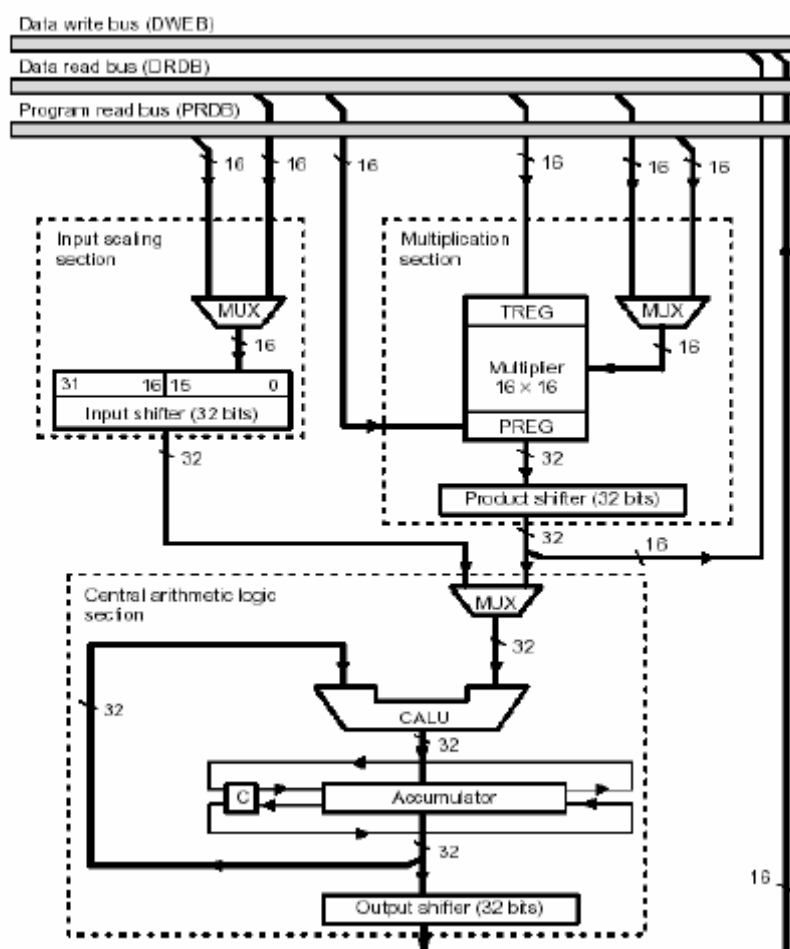 Data write bus (DWEB)
Data read bus (DRDB)
Program read bus (PRDB)
16
16
16
16
16
16
Input scaling
section
Multiplication
section
MUX
TREG
MUX
16
16
Multiplier
16 × 16
31
16
15
0
Input shifter (32 bits)
PREG
32
32
Product shifter (32 bits)
32
16
Central arithmetic logic
section
MUX
32
32
CALU
32
C
Accumulator
32
16
Output shifter (32 bits)